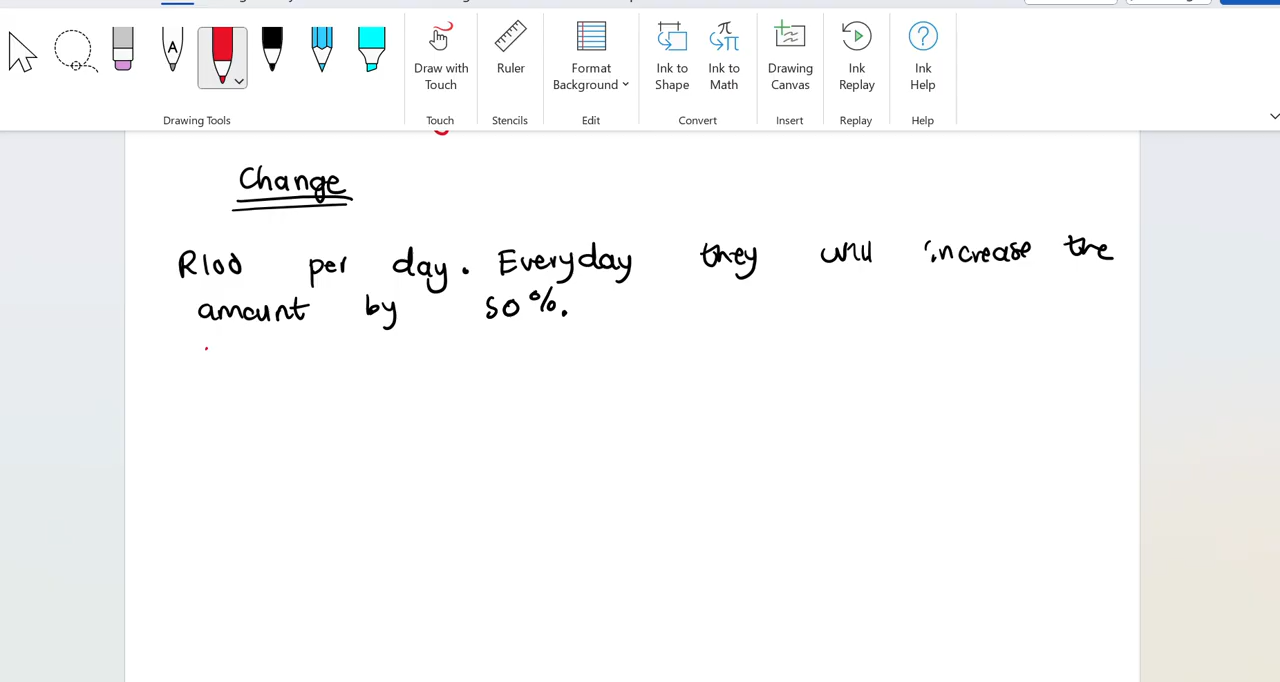 Draw with Touch
Ruler
Format Background
Ink to Shape
Ink to Math
Drawing Canvas
Ink Replay
Ink Help
Drawing Tools
Touch
Stencils
Edit
Convert
Insert
Replay
Help
Change
R100 per day. Everyday they will increase the
amount by 50%.